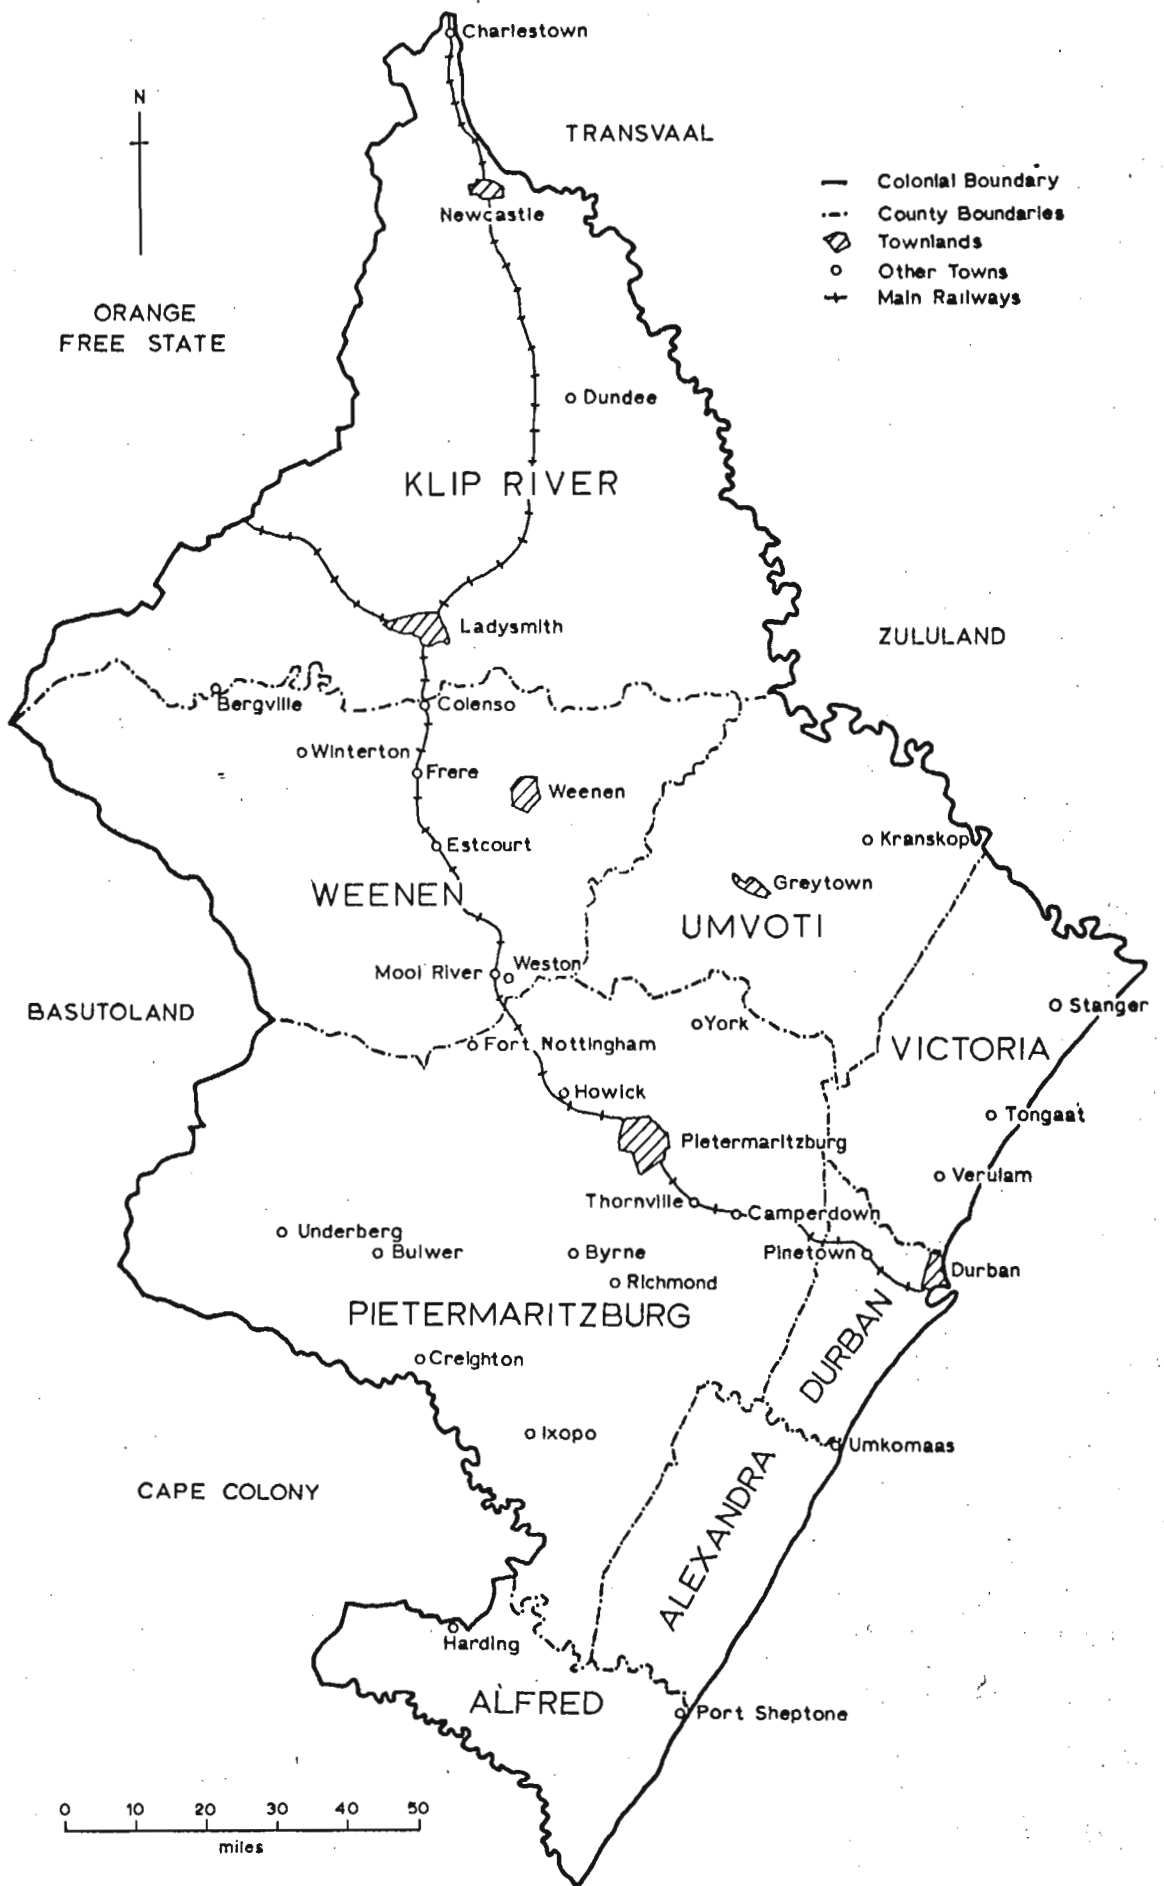 Charlestown
N
TRANSVAAL
Colonial Boundary
County Boundaries
Townlands
Other Towns
Main Railways
Newcastle
ORANGE
FREE STATE
Dundee
KLIP RIVER
Ladysmith
ZULULAND
Bergville
Colenso
Winterton
Frere
Weenen
Estcourt
Kranskop
Greytown
WEENEN
UMVOTI
Mooi River
Weston
BASUTOLAND
York
Stanger
Fort Nottingham
VICTORIA
Howick
Tongaat
Pietermaritzburg
Verulam
Thornville
Camperdown
Underberg
Bulwer
Byrne
Pinetown
Durban
Richmond
PIETERMARITZBURG
DURBAN
Creighton
Ixopo
Umkomaas
CAPE COLONY
ALEXANDRA
Harding
ALFRED
Port Sheptone
0 10 20 30 40 50
miles